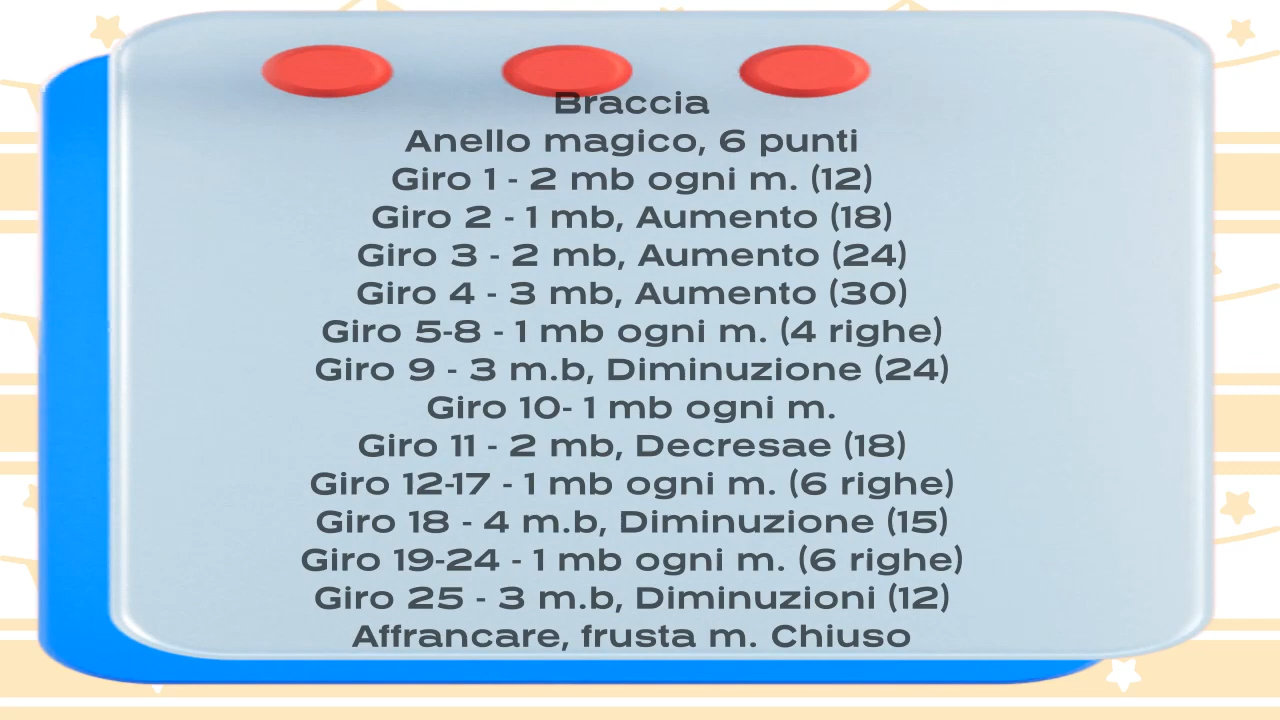 Braccia
Anello magico, 6 punti
Giro 1 - 2 mb ogni m. (12)
Giro 2 - 1 mb, Aumento (18)
Giro 3 - 2 mb, Aumento (24)
Giro 4 - 3 mb, Aumento (30)
Giro 5-8 - 1 mb ogni m. (4 righe)
Giro 9 - 3 m.b, Diminuzione (24)
Giro 10- 1 mb ogni m.
Giro 11 - 2 mb, Decresae (18)
Giro 12-17 - 1 mb ogni m. (6 righe)
Giro 18 - 4 m.b, Diminuzione (15)
Giro 19-24 - 1 mb ogni m. (6 righe)
Giro 25 - 3 m.b, Diminuzioni (12)
Affrancare, frusta m. Chiuso